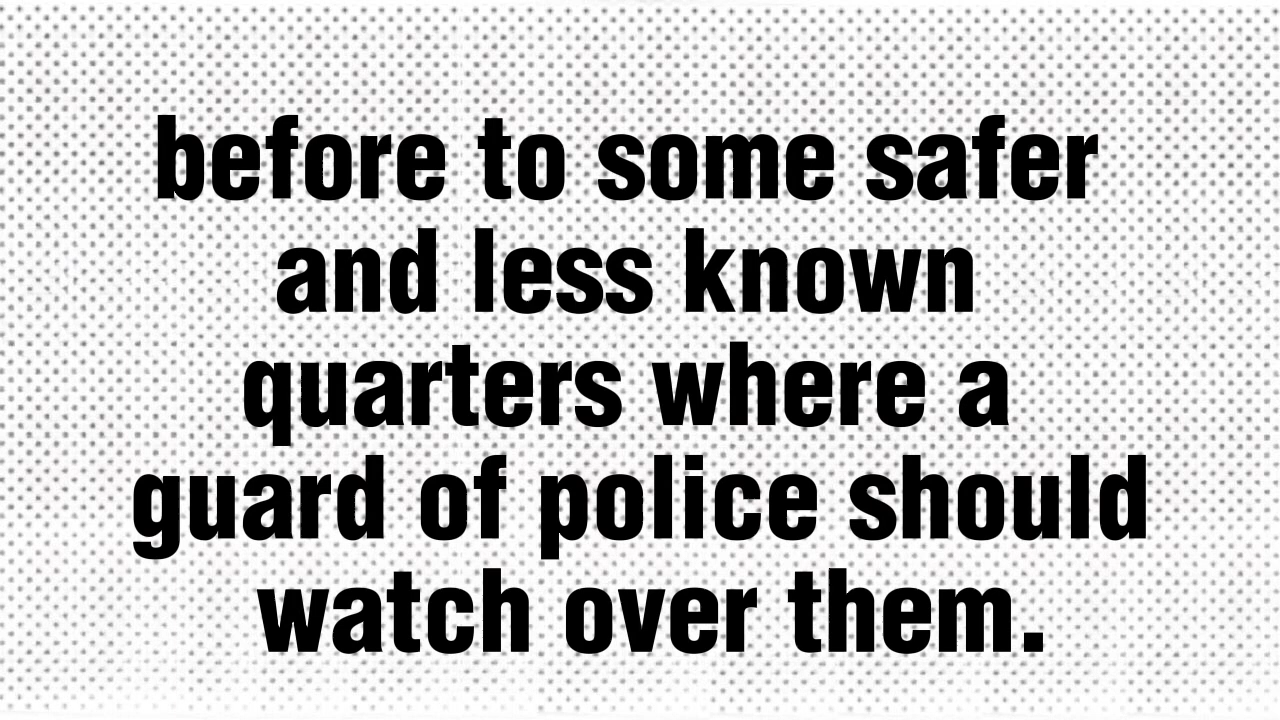 before to some safer
and less known
quarters where a
guard of police should
watch over them.